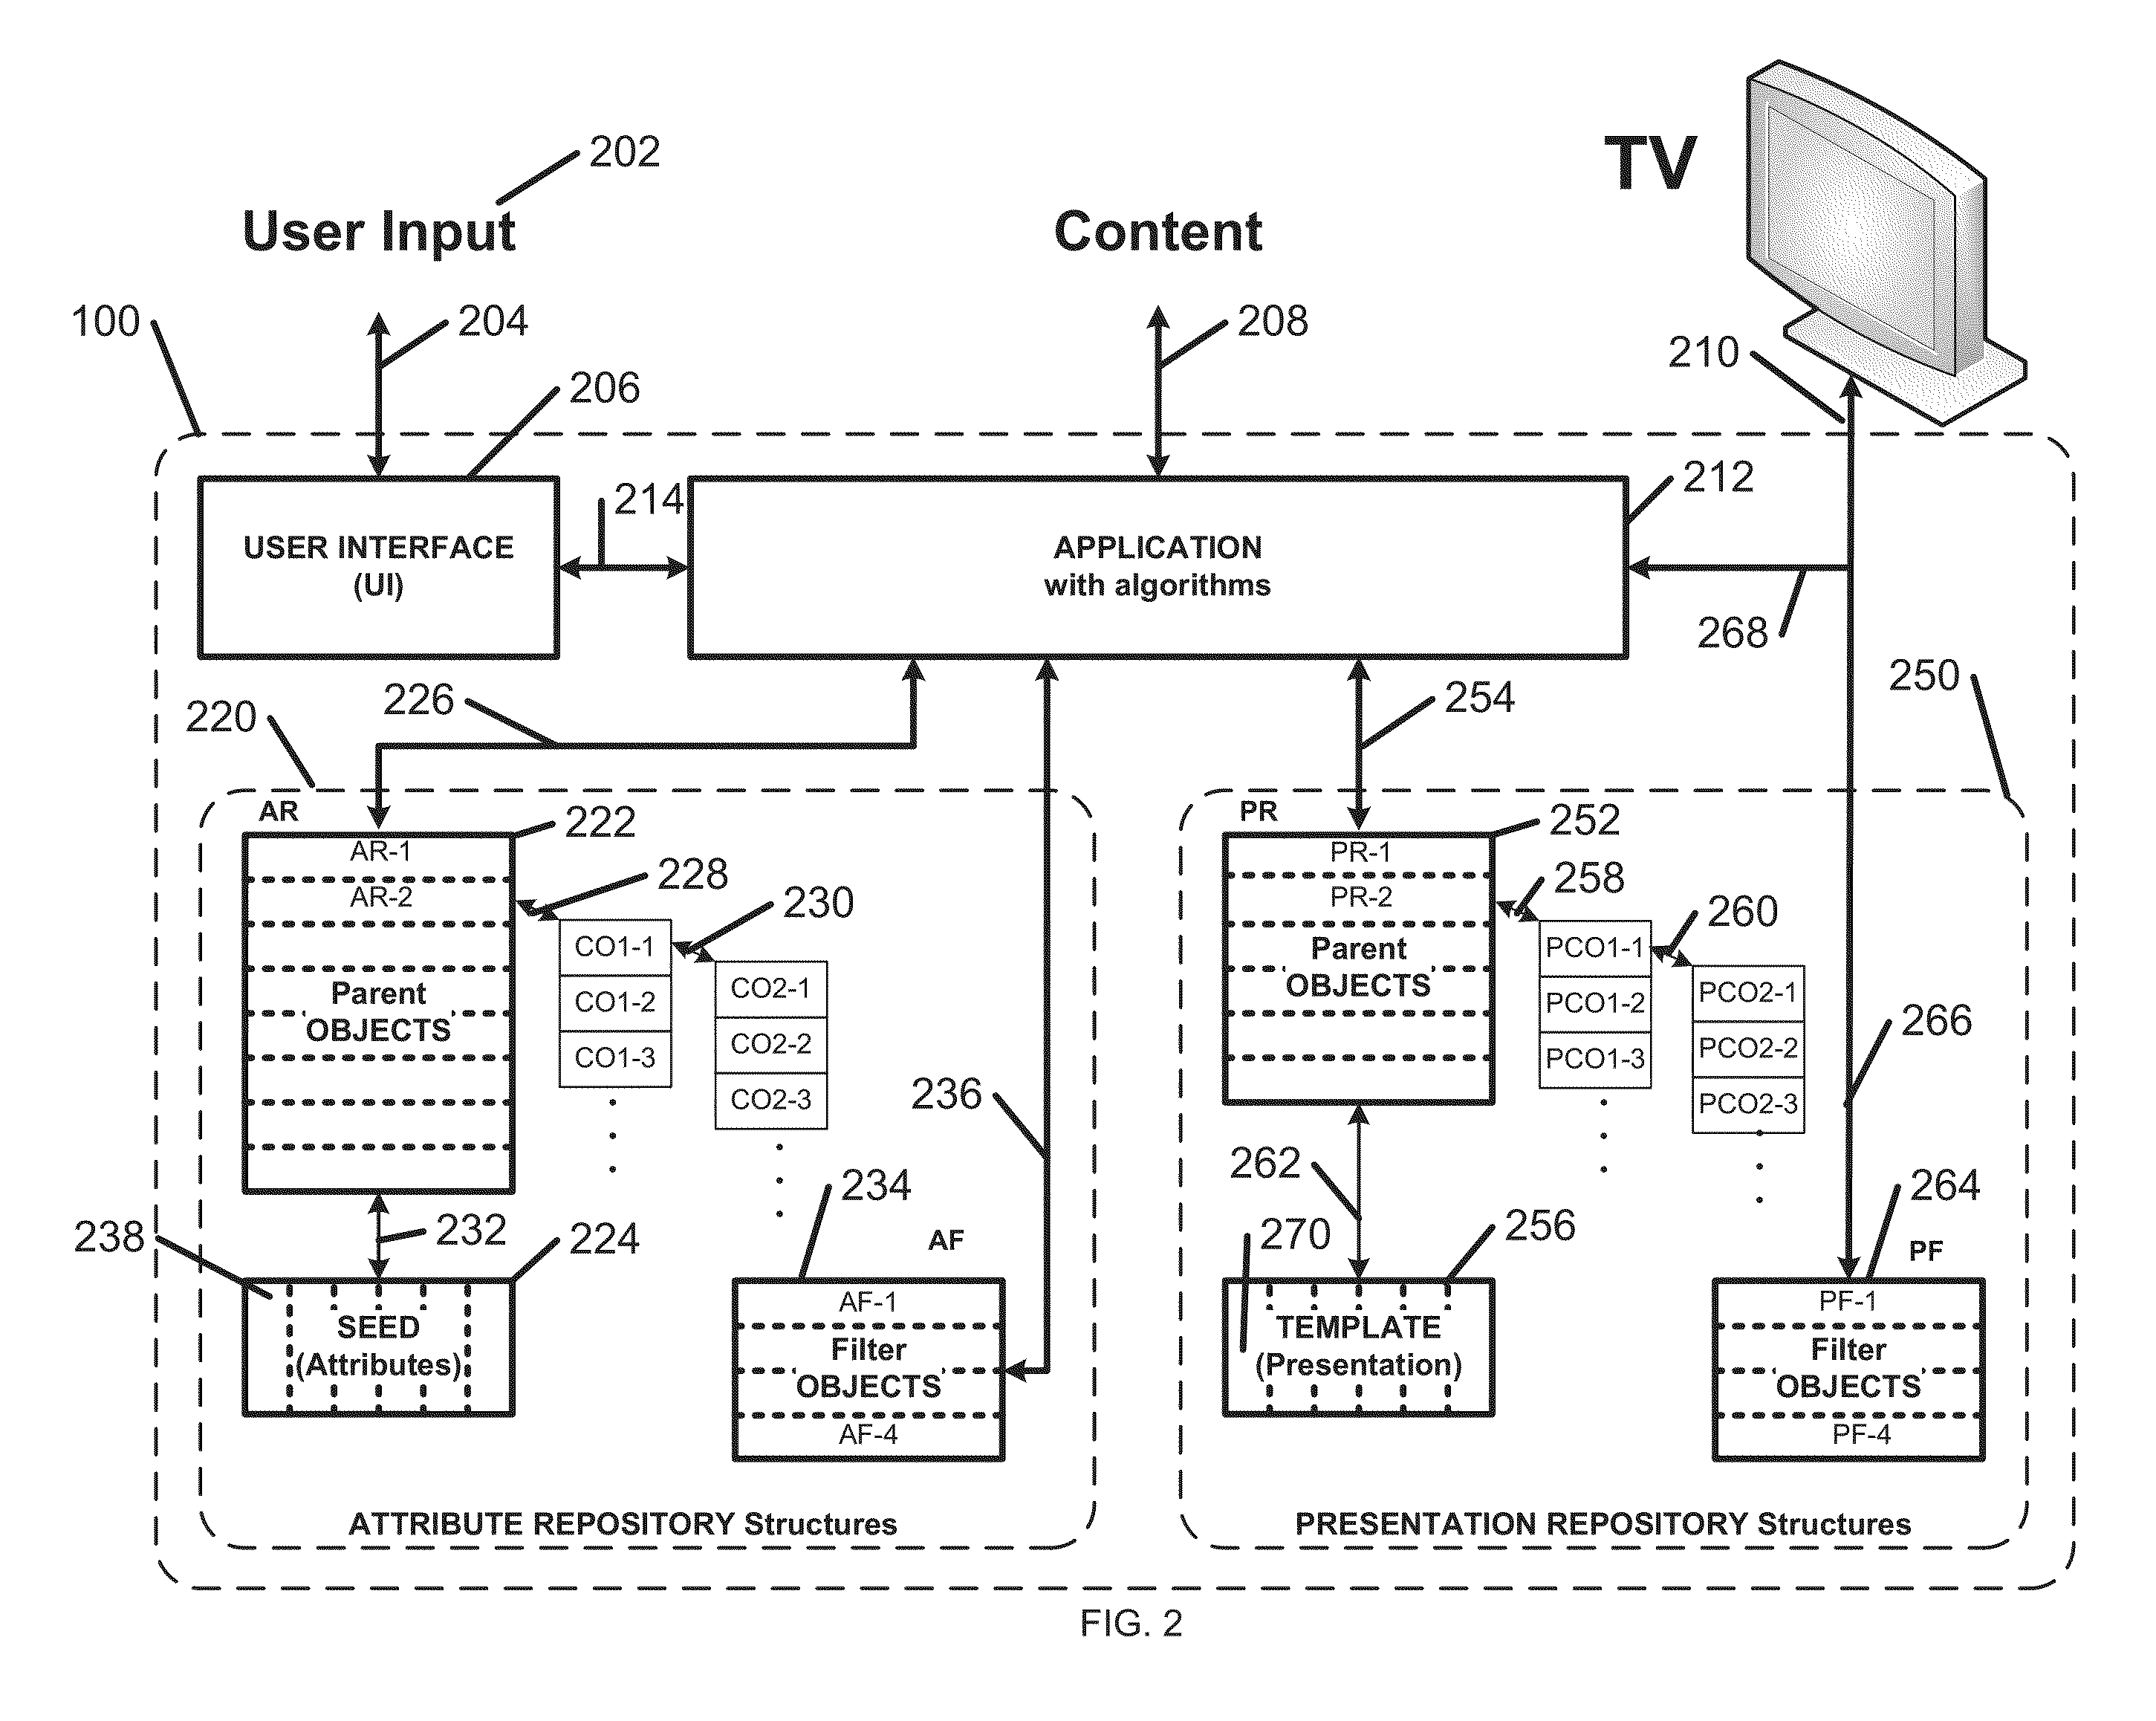 TV
202
User Input
Content
100
204
208
210
206
214
212
USER INTERFACE
(UI)
APPLICATION
with algorithms
268
226
254
250
220
AR
222
AR-1
AR-2
228
230
CO1-1
CO1-2
CO1-3
CO2-1
CO2-2
CO2-3
Parent
OBJECTS
236
234
238
232
224
AF
SEED
(Attributes)
AF-1
Filter
OBJECTS
AF-4
ATTRIBUTE REPOSITORY Structures
PR
252
PR-1
PR-2
258
260
Parent
OBJECTS
PCO1-1
PCO1-2
PCO1-3
PCO2-1
PCO2-2
PCO2-3
266
262
264
270
256
PF
TEMPLATE
(Presentation)
PF-1
Filter
OBJECTS
PF-4
PRESENTATION REPOSITORY Structures
FIG. 2